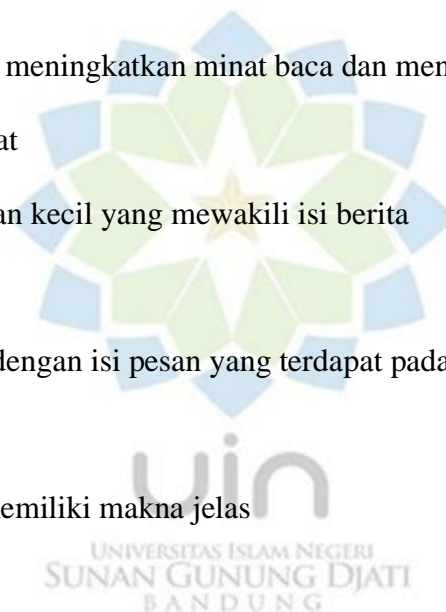 meningkatkan minat baca dan men
at
an kecil yang mewakili isi berita
dengan isi pesan yang terdapat pada
emiliki makna jelas
uin
UNIVERSITAS ISLAM NEGERI
SUNAN GUNUNG DJATI
BANDUNG